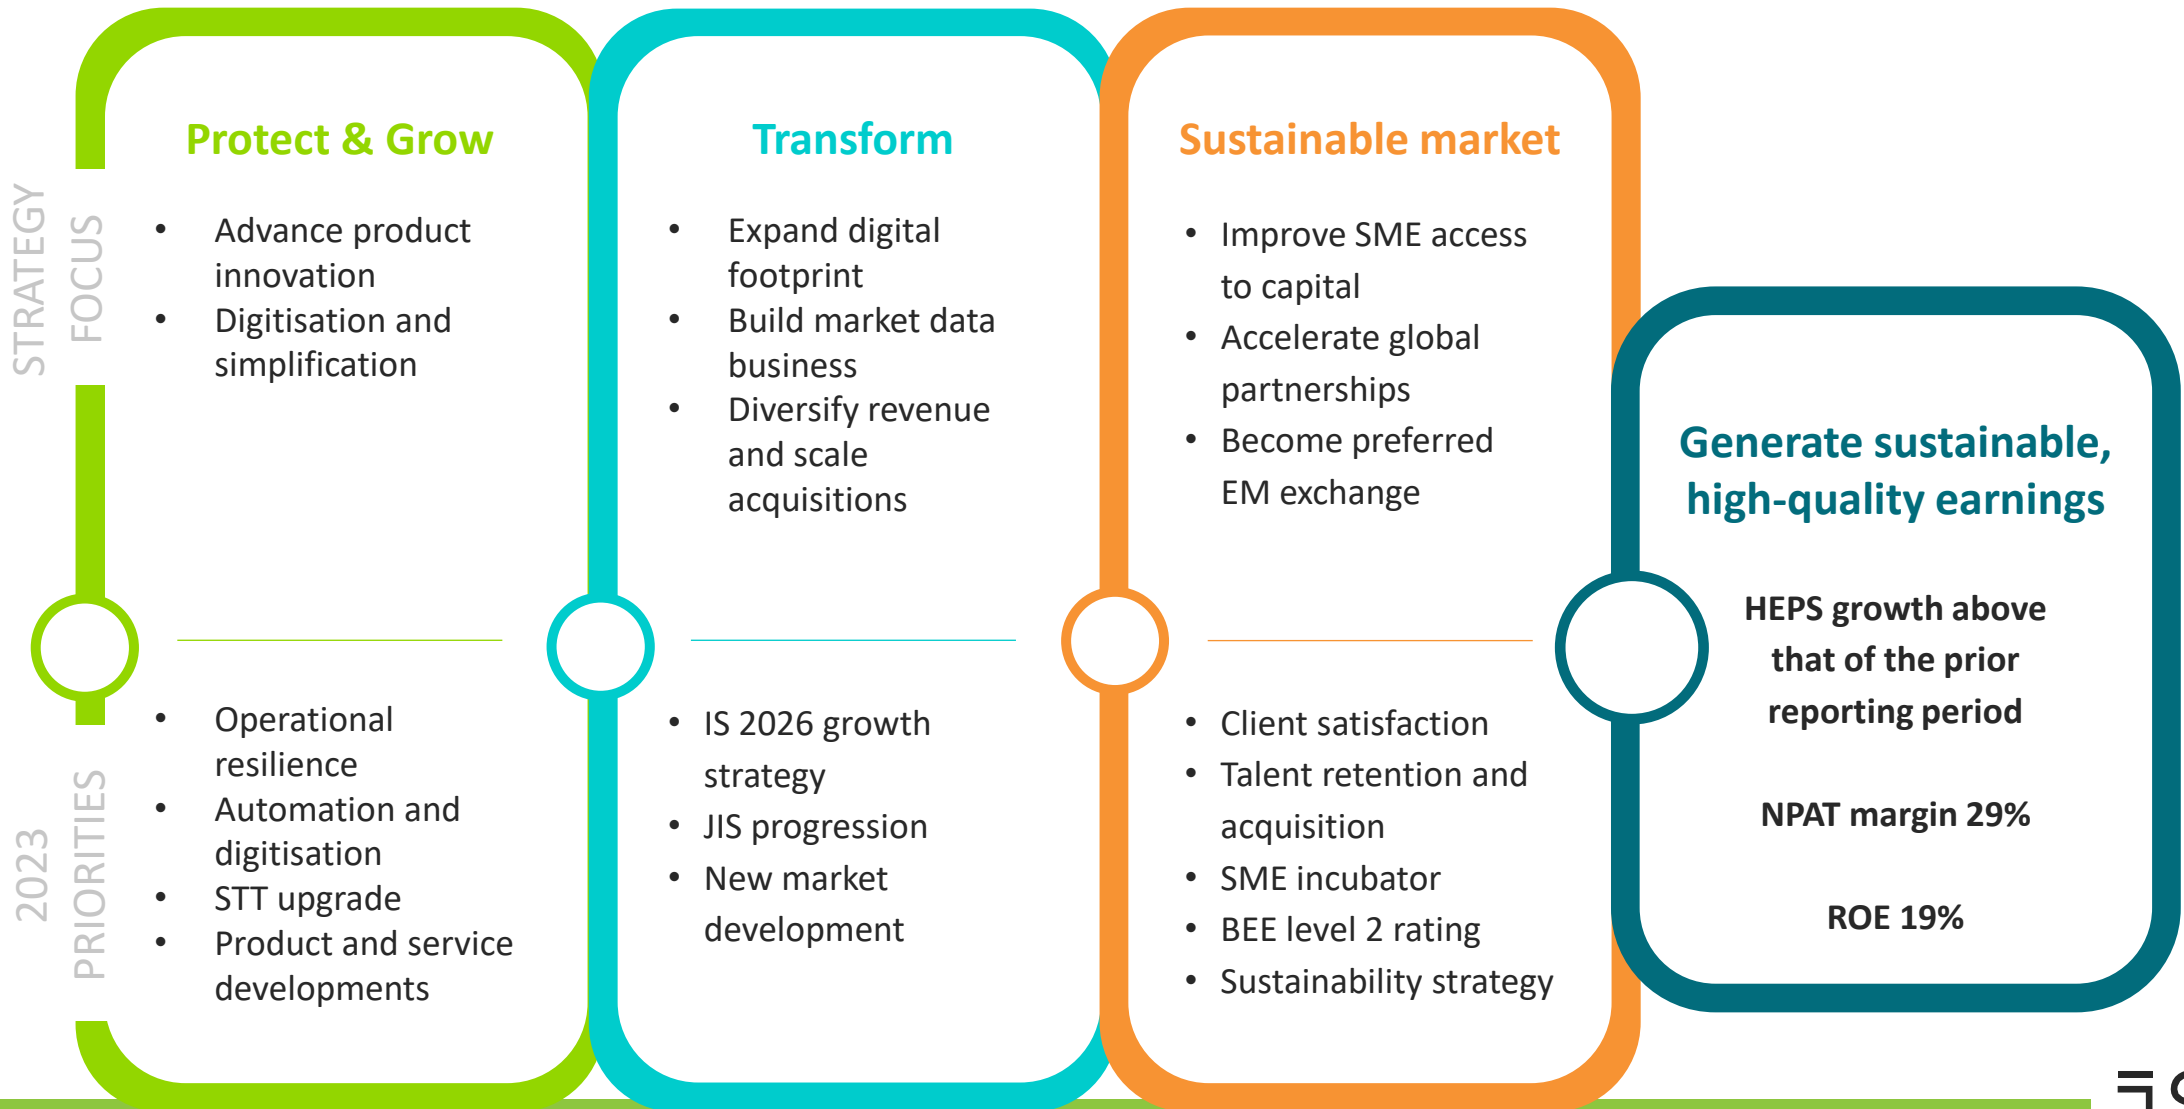 STRATEGY
FOCUS
Protect & Grow
• Advance product
innovation
• Digitisation and
simplification
Transform
• Expand digital
footprint
• Build market data
business
• Diversify revenue
and scale
acquisitions
Sustainable market
• Improve SME access
to capital
• Accelerate global
partnerships
• Become preferred
EM exchange
2023
PRIORITIES
• Operational
resilience
• Automation and
digitisation
• STT upgrade
• Product and service
developments
• IS 2026 growth
strategy
• JIS progression
• New market
development
• Client satisfaction
• Talent retention and
acquisition
• SME incubator
• BEE level 2 rating
• Sustainability strategy
Generate sustainable,
high-quality earnings
HEPS growth above
that of the prior
reporting period
NPAT margin 29%
ROE 19%